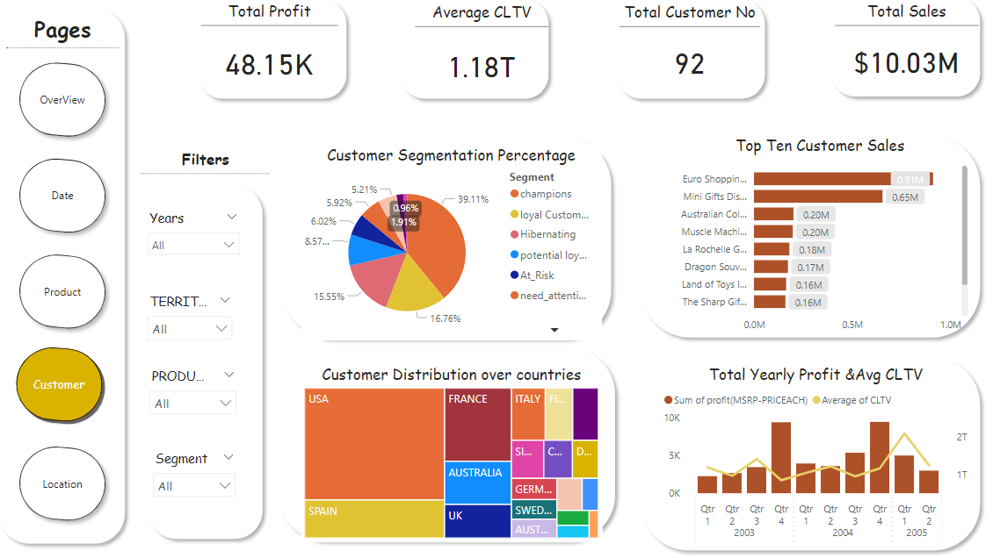 Pages
OverView
Date
Product
Customer
Location
Total Profit
48.15K
Average CLTV
1.18T
Total Customer No
92
Total Sales
$10.03M
Filters
Years
All
TERRIT...
All
PRODU...
All
Segment
All
Customer Segmentation Percentage
39.11%
16.76%
15.55%
8.57...
6.02%
5.92%
5.21%
0.96%
1.91%
Segment
champions
loyal Custom...
Hibernating
potential loy...
At_Risk
need_attenti...
Top Ten Customer Sales
Euro Shoppin... 0.91M
Mini Gifts Dis... 0.65M
Australian Col... 0.20M
Muscle Machi... 0.20M
La Rochelle G... 0.18M
Dragon Souv... 0.17M
Land of Toys I... 0.16M
The Sharp Gif... 0.16M
0.0M 0.5M 1.0M
Customer Distribution over countries
USA
SPAIN
FRANCE
AUSTRALIA
UK
ITALY
FI...
SI...
C...
D...
GERM...
SWED...
AUST...
Total Yearly Profit &Avg CLTV
Sum of profit(MSRP-PRICEACH) Average of CLTV
10K
5K
0K
2T
1T
Qtr 1 Qtr 2 Qtr 3 Qtr 4 Qtr 1 Qtr 2 Qtr 3 Qtr 4 Qtr 1 Qtr 2
2003 2004 2005